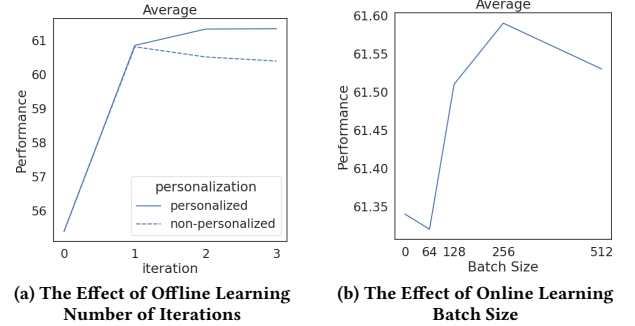 Average
61
60
59
58
57
56
Performance
personalization
personalized
non-personalized
0 1 2 3
iteration
(a) The Effect of Offline Learning
Number of Iterations
Average
61.60
61.55
61.50
61.45
61.40
61.35
Performance
0 64 128 256 512
Batch Size
(b) The Effect of Online Learning
Batch Size